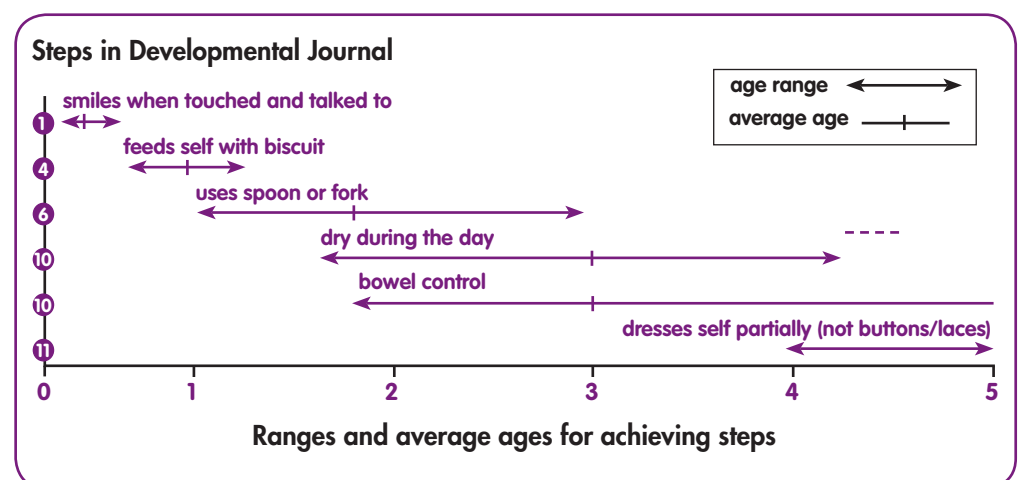 Steps in Developmental Journal
age range
average age
1 smiles when touched and talked to
4 feeds self with biscuit
6 uses spoon or fork
10 dry during the day
10 bowel control
11 dresses self partially (not buttons/laces)
0 1 2 3 4 5
Ranges and average ages for achieving steps